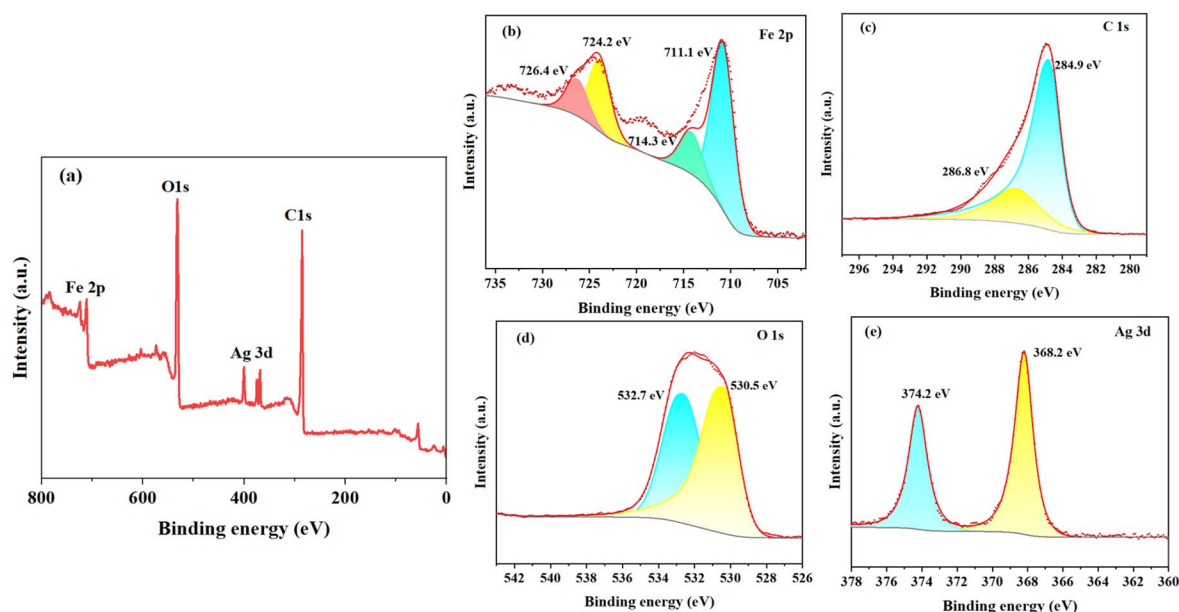 (a)
O1s
C1s
Fe 2p
Ag 3d
800 600 400 200 0
Binding energy (eV)
Intensity (a.u.)
(b)
Fe 2p
724.2 eV
711.1 eV
726.4 eV
714.3 eV
735 730 725 720 715 710 705
Binding energy (eV)
Intensity (a.u.)
(c)
C 1s
284.9 eV
286.8 eV
296 294 292 290 288 286 284 282 280
Binding energy (eV)
Intensity (a.u.)
(d)
O 1s
532.7 eV
530.5 eV
542 540 538 536 534 532 530 528 526
Binding energy (eV)
Intensity (a.u.)
(e)
Ag 3d
368.2 eV
374.2 eV
378 376 374 372 370 368 366 364 362 360
Binding energy (eV)
Intensity (a.u.)